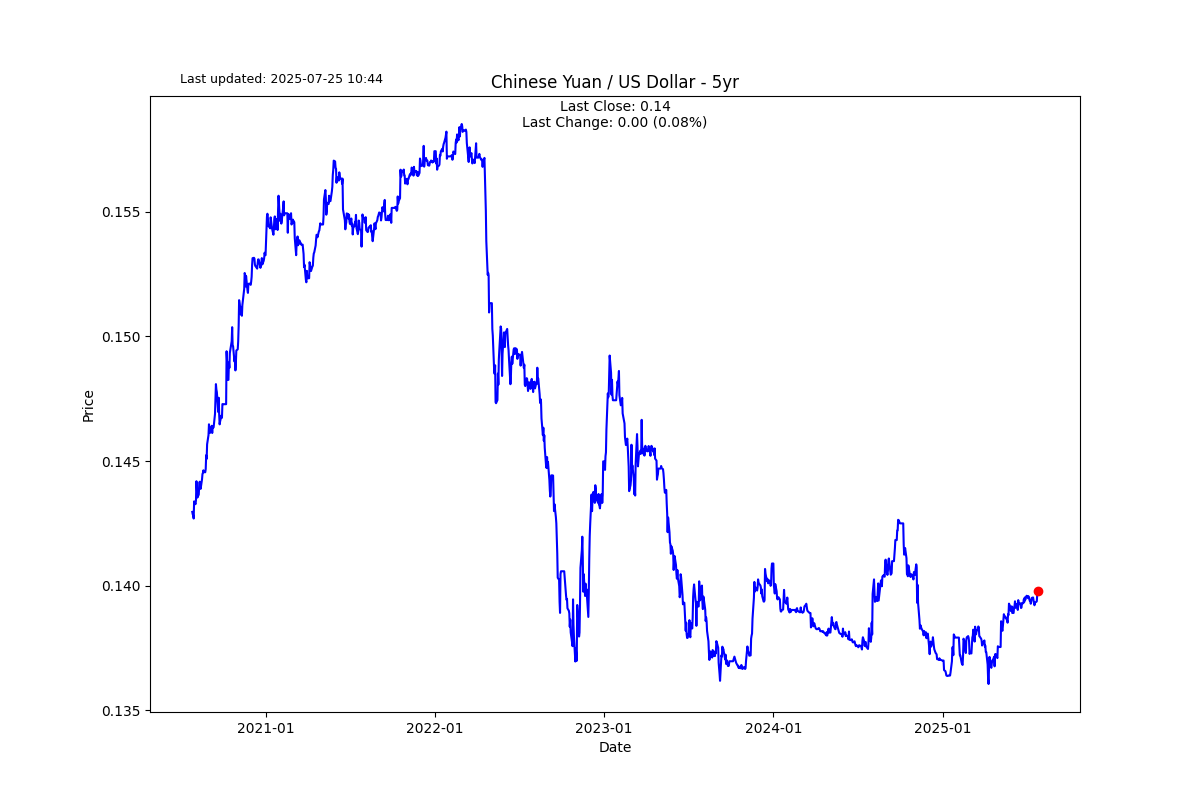 Last updated: 2025-07-25 10:44
Chinese Yuan / US Dollar - 5yr
Last Close: 0.14
Last Change: 0.00 (0.08%)
Price
0.155
0.150
0.145
0.140
0.135
2021-01
2022-01
2023-01
2024-01
2025-01
Date